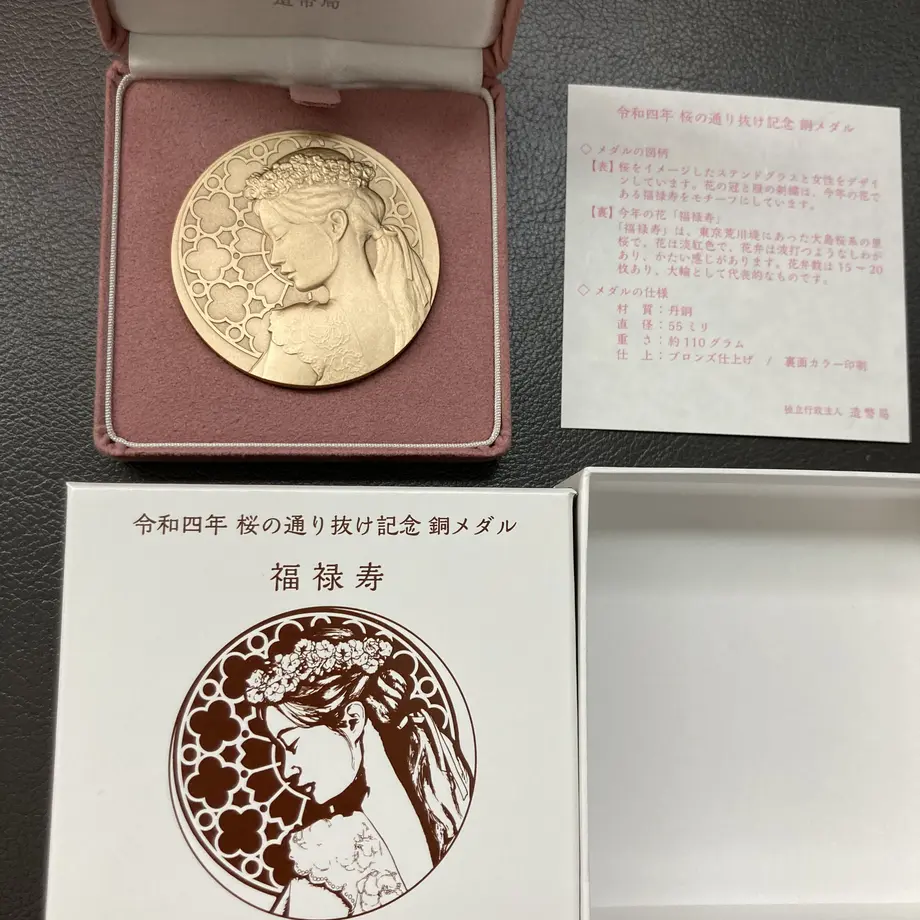 造幣局
令和四年 桜の通り抜け記念 銅メダル
◇ メダルの図柄
【表】桜をイメージしたステンドグラスと女性をデザイ
ンしています。花の冠と服の刺繍は、今年の花で
ある福禄寿をモチーフにしています。
【裏】今年の花「福禄寿」
「福禄寿」は、東京荒川堤にあった大島桜系の里
桜で、花は淡紅色で、花弁は波打つようなしわが
あり、かたい感じがあります。花弁数は15～20
枚あり、大輪として代表的なものです。
◇ メダルの仕様
材 質：丹銅
直 径：55ミリ
重 さ：約110グラム
仕 上：ブロンズ仕上げ / 裏面カラー印刷
独立行政法人 造幣局
令和四年 桜の通り抜け記念 銅メダル
福禄寿